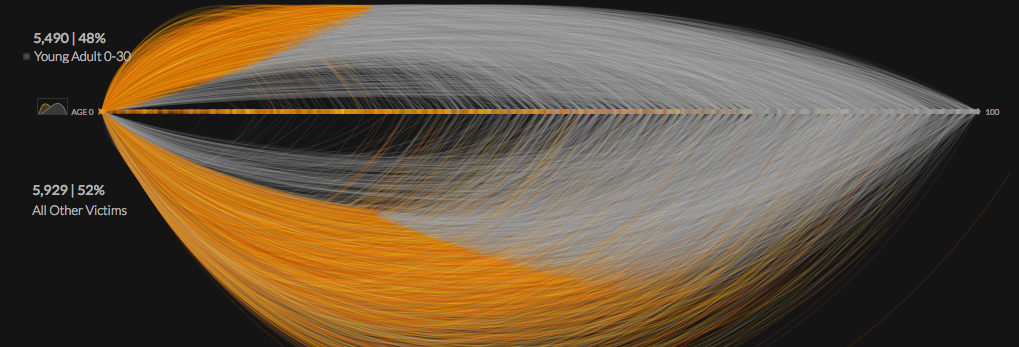 5,490 | 48%
Young Adult 0-30
AGE 0
100
5,929 | 52%
All Other Victims